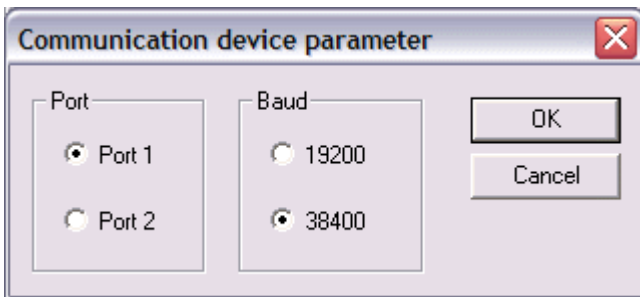 Communication device parameter
Port
Port 1
Port 2
Baud
19200
38400
OK
Cancel